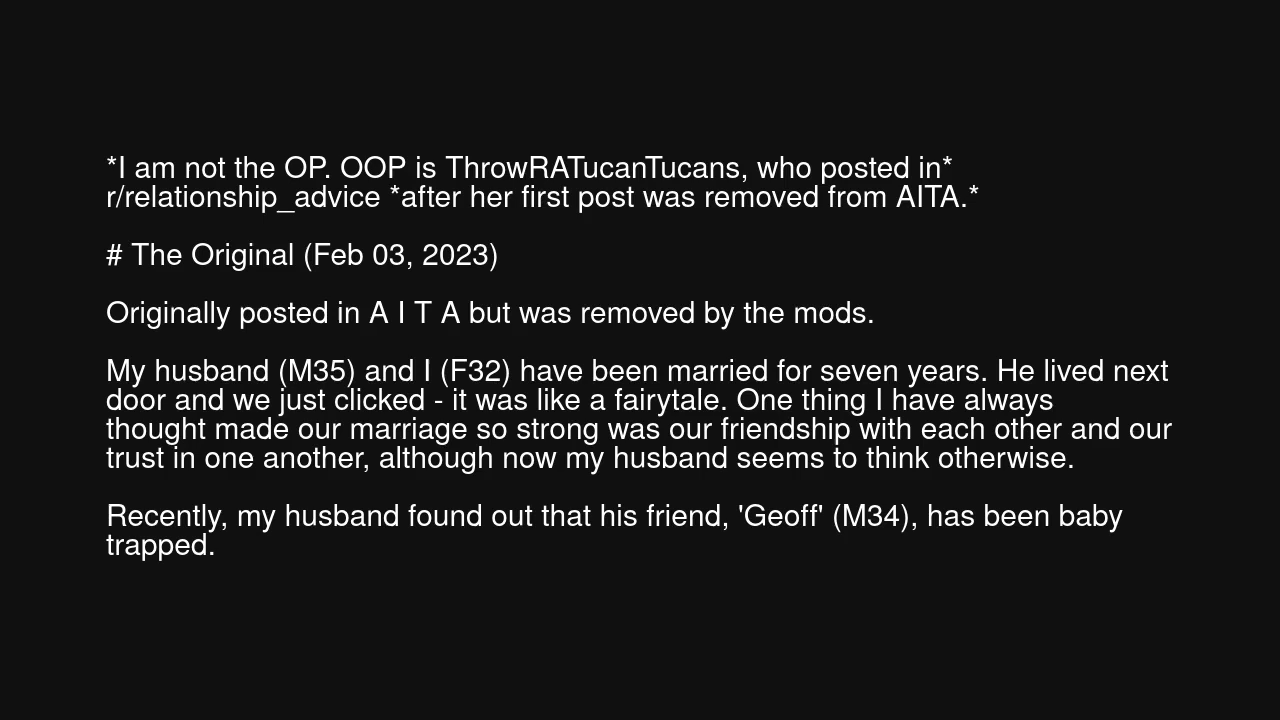 *I am not the OP. OOP is ThrowRATucanTucans, who posted in*
r/relationship_advice *after her first post was removed from AITA.*
# The Original (Feb 03, 2023)
Originally posted in A I T A but was removed by the mods.
My husband (M35) and I (F32) have been married for seven years. He lived next
door and we just clicked - it was like a fairytale. One thing I have always
thought made our marriage so strong was our friendship with each other and our
trust in one another, although now my husband seems to think otherwise.
Recently, my husband found out that his friend, 'Geoff' (M34), has been baby
trapped.